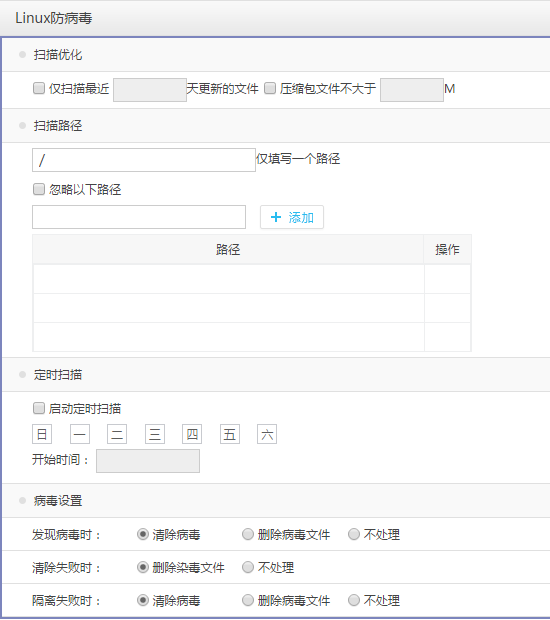 Linux防病毒
扫描优化
仅扫描最近 天更新的文件 压缩包文件不大于 M
扫描路径
/ 仅填写一个路径
忽略以下路径
+ 添加
路径 操作
定时扫描
启动定时扫描
日 一 二 三 四 五 六
开始时间：
病毒设置
发现病毒时： 清除病毒 删除病毒文件 不处理
清除失败时： 删除染毒文件 不处理
隔离失败时： 清除病毒 删除病毒文件 不处理